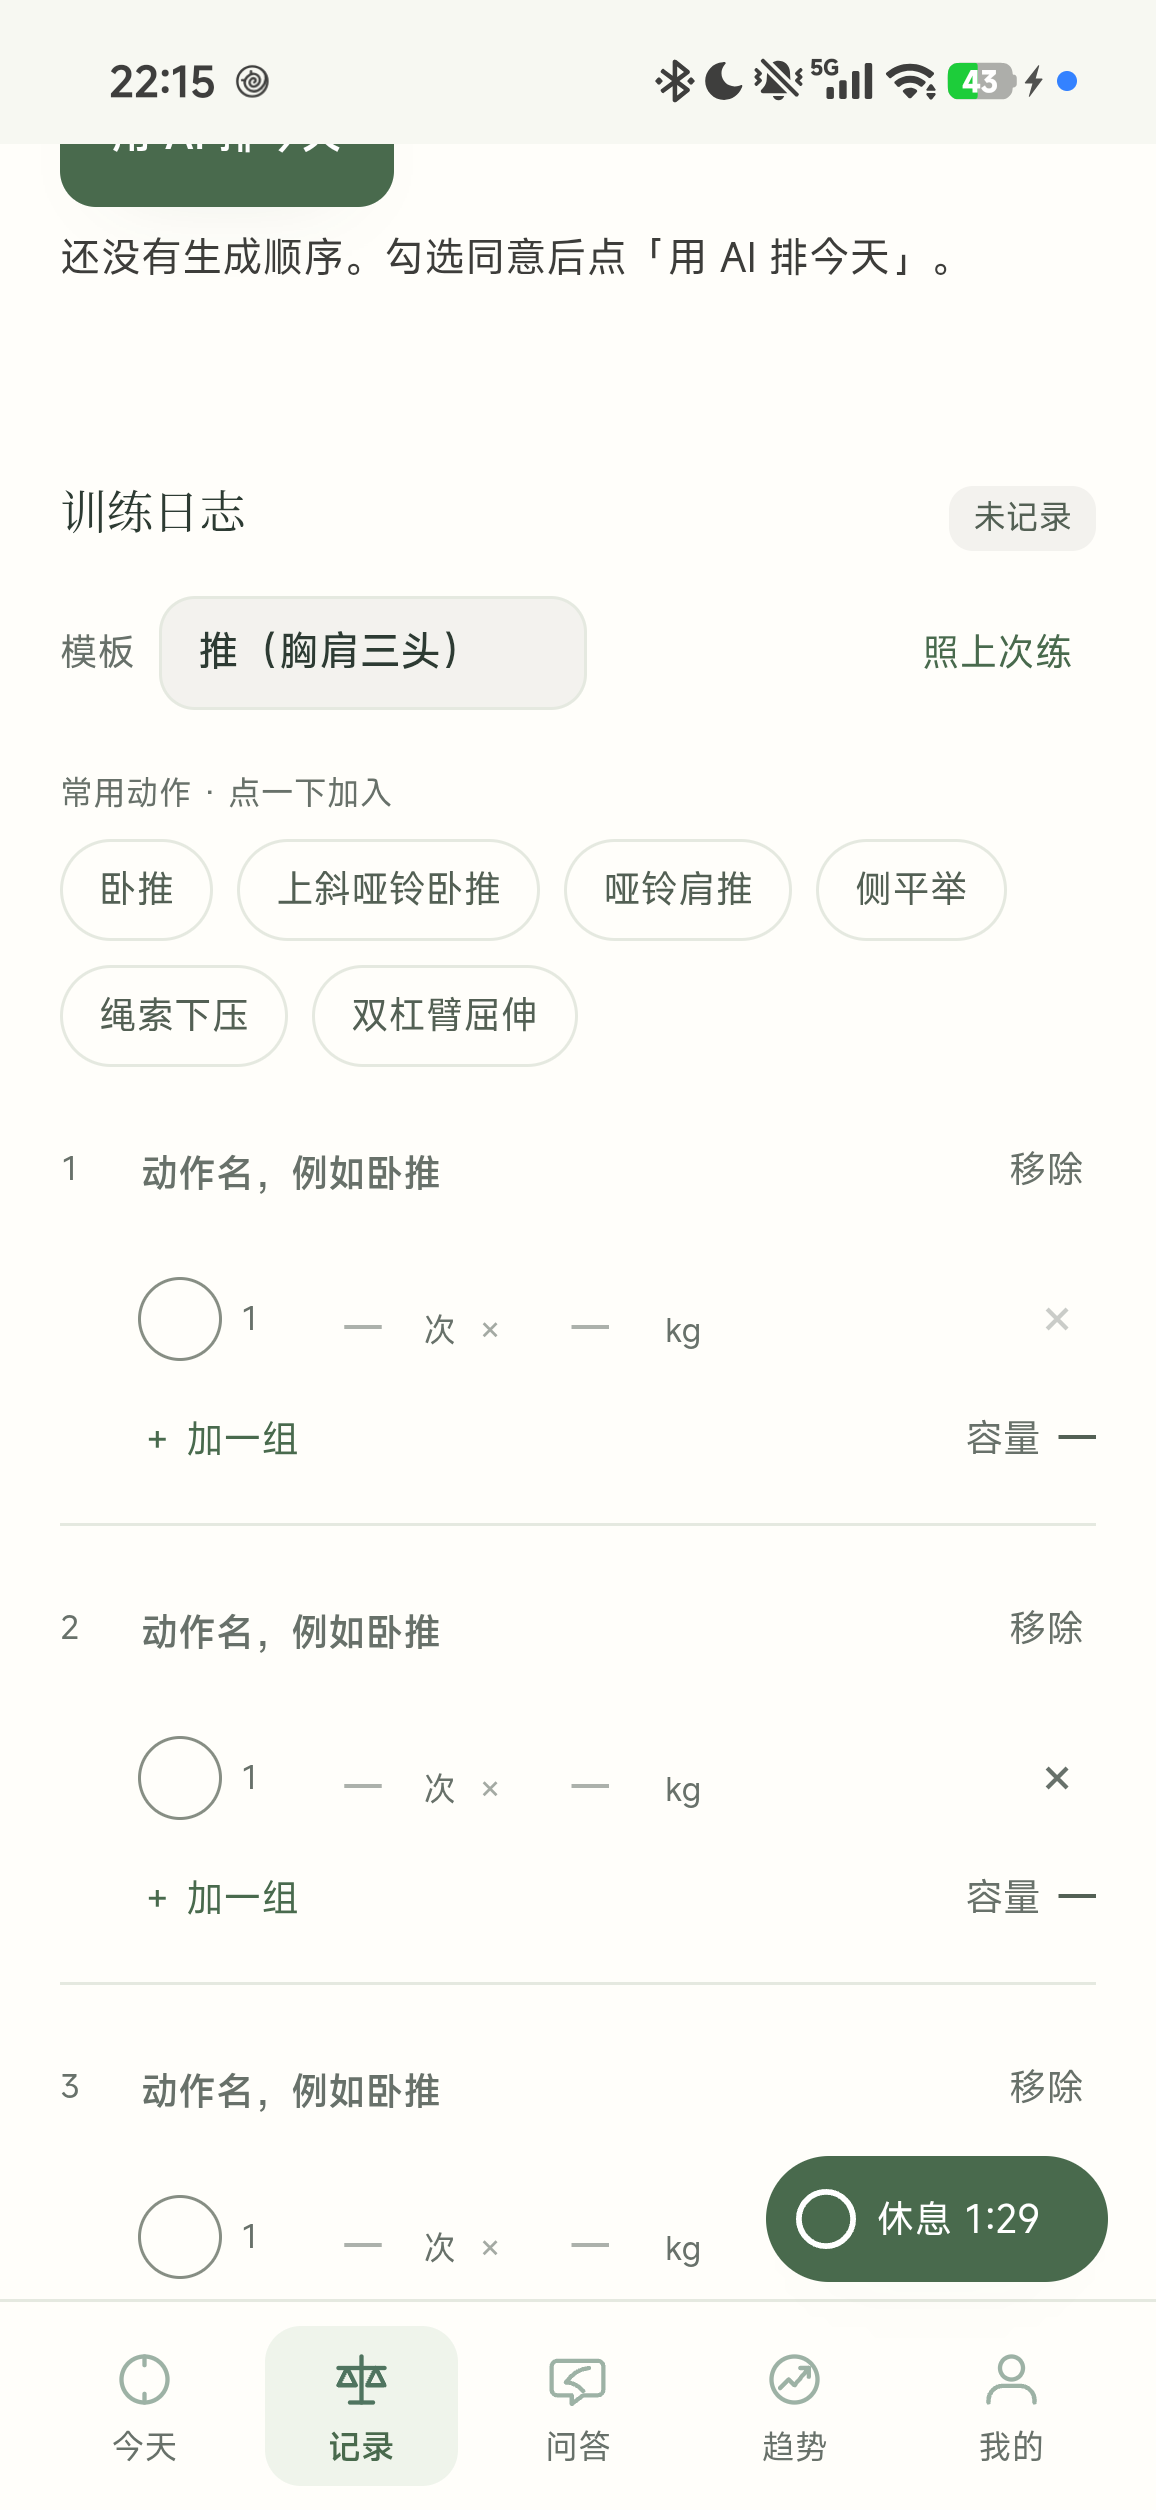 22:15 5G 43
用 AI 排今天
还没有生成顺序。勾选同意后点「用 AI 排今天」。
训练日志
未记录
模板 推（胸肩三头） 照上次练
常用动作 · 点一下加入
卧推 上斜哑铃卧推 哑铃肩推 侧平举
绳索下压 双杠臂屈伸
1 动作名，例如卧推 移除
1 — 次 × — kg ×
+ 加一组 容量 —
2 动作名，例如卧推 移除
1 — 次 × — kg ×
+ 加一组 容量 —
3 动作名，例如卧推 移除
1 — 次 × — kg
休息 1:29
今天 记录 问答 趋势 我的